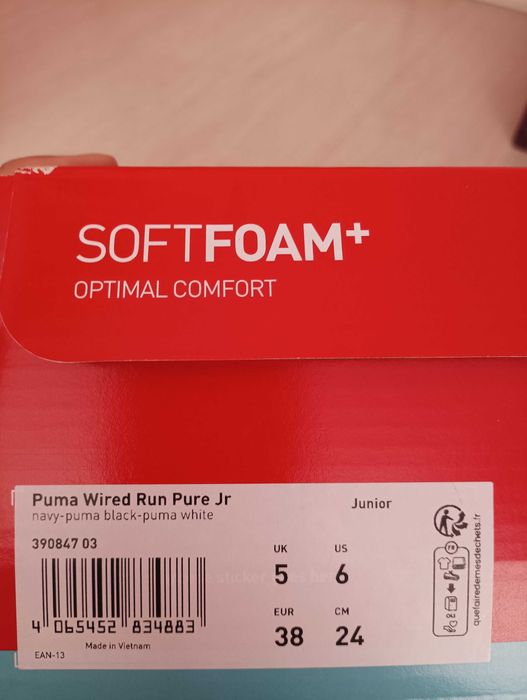 SOFTFOAM+
OPTIMAL COMFORT
Puma Wired Run Pure Jr
Junior
navy-puma black-puma white
390847 03
UK US
5 6
EUR CM
38 24
4 065452 834883
Made in Vietnam
EAN-13
FR
quefairedemesdechets.fr